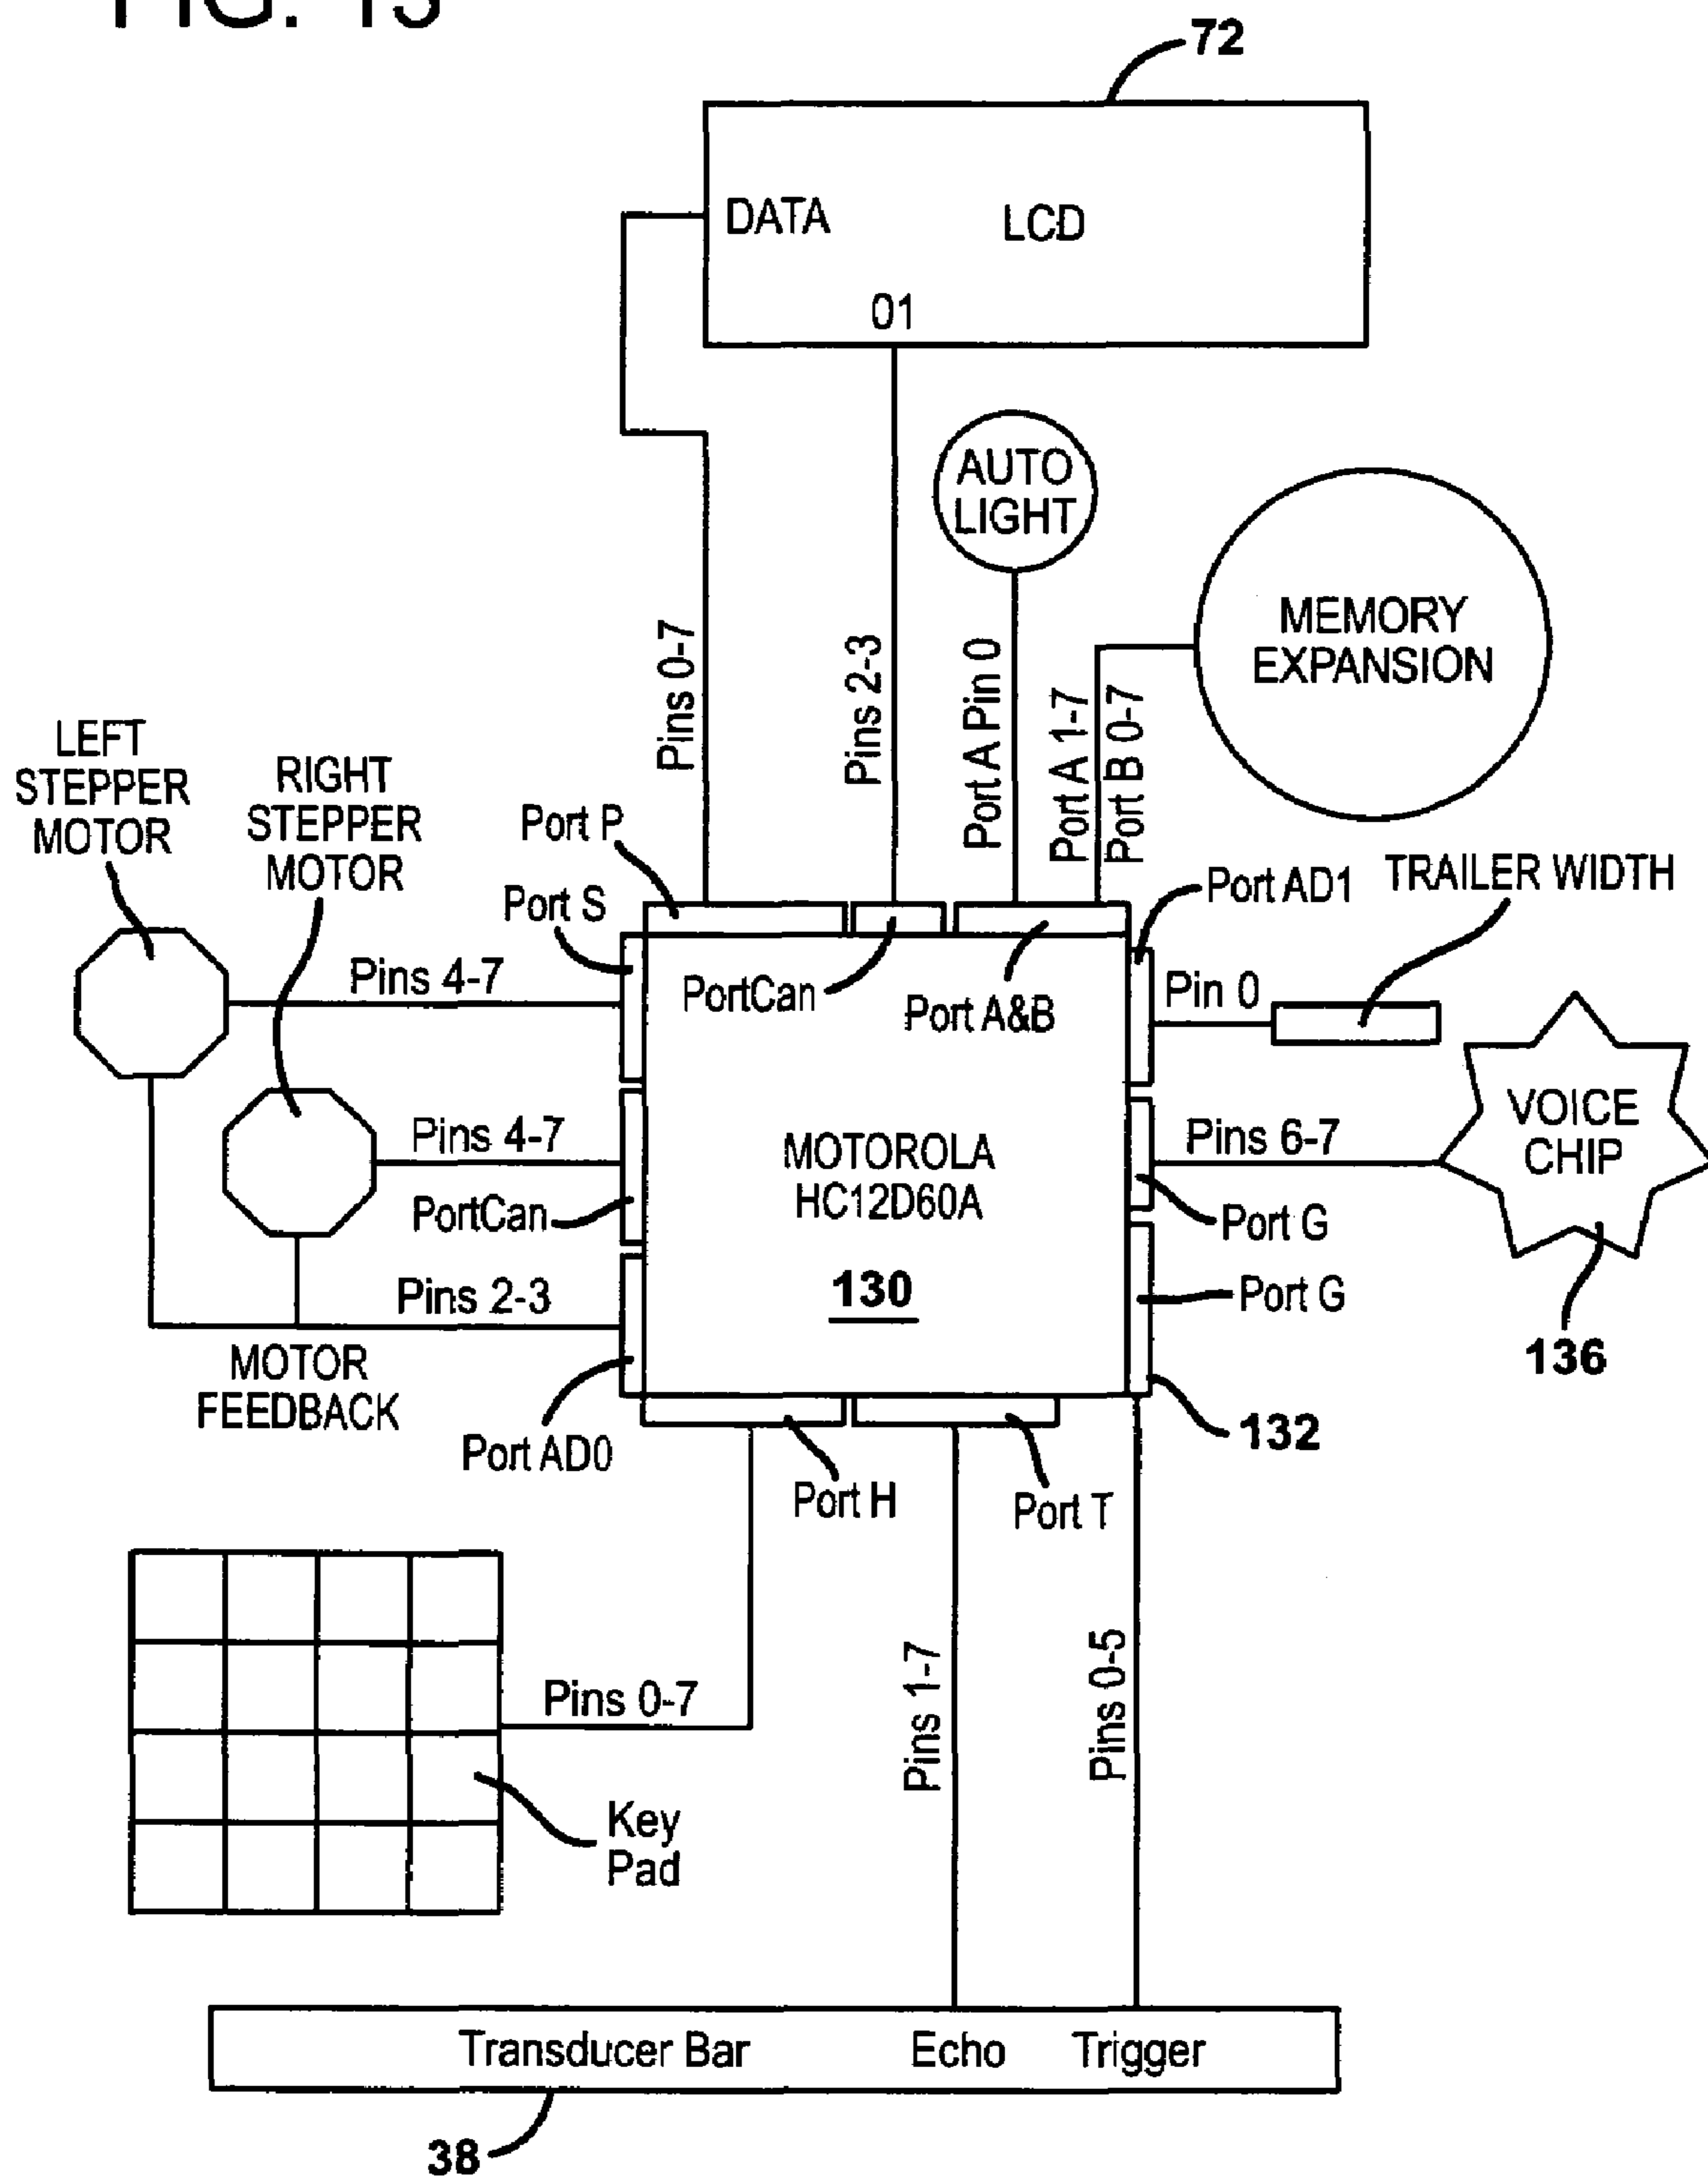 FIG. 15
72
DATA
LCD
01
AUTO
LIGHT
MEMORY
EXPANSION
Pins 0-7
Pins 2-3
Port A Pin 0
Port A 1-7
Port B 0-7
LEFT
STEPPER
MOTOR
RIGHT
STEPPER
MOTOR
Port P
Port S
Port AD1
TRAILER WIDTH
Pins 4-7
PortCan
Port A&B
Pin 0
VOICE
CHIP
Pins 4-7
MOTOROLA
HC12D60A
Pins 6-7
PortCan
Port G
130
Pins 2-3
Port G
136
MOTOR
FEEDBACK
132
Port AD0
Port H
Port T
Pins 0-7
Pins 1-7
Pins 0-5
Key
Pad
Transducer Bar
Echo
Trigger
38